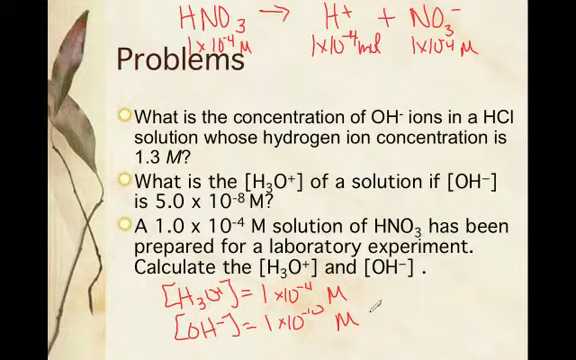 HNO₃ → H+ + NO₃⁻
1×10⁻⁴ M 1×10⁻⁴ mol 1×10⁻⁴ M
Problems
What is the concentration of OH⁻ ions in a HCl
solution whose hydrogen ion concentration is
1.3 M?
What is the [H₃O⁺] of a solution if [OH⁻]
is 5.0 x 10⁻⁸ M?
A 1.0 x 10⁻⁴ M solution of HNO₃ has been
prepared for a laboratory experiment.
Calculate the [H₃O⁺] and [OH⁻] .
[H₃O⁺] = 1×10⁻⁴ M
[OH⁻] = 1×10⁻¹⁰ M